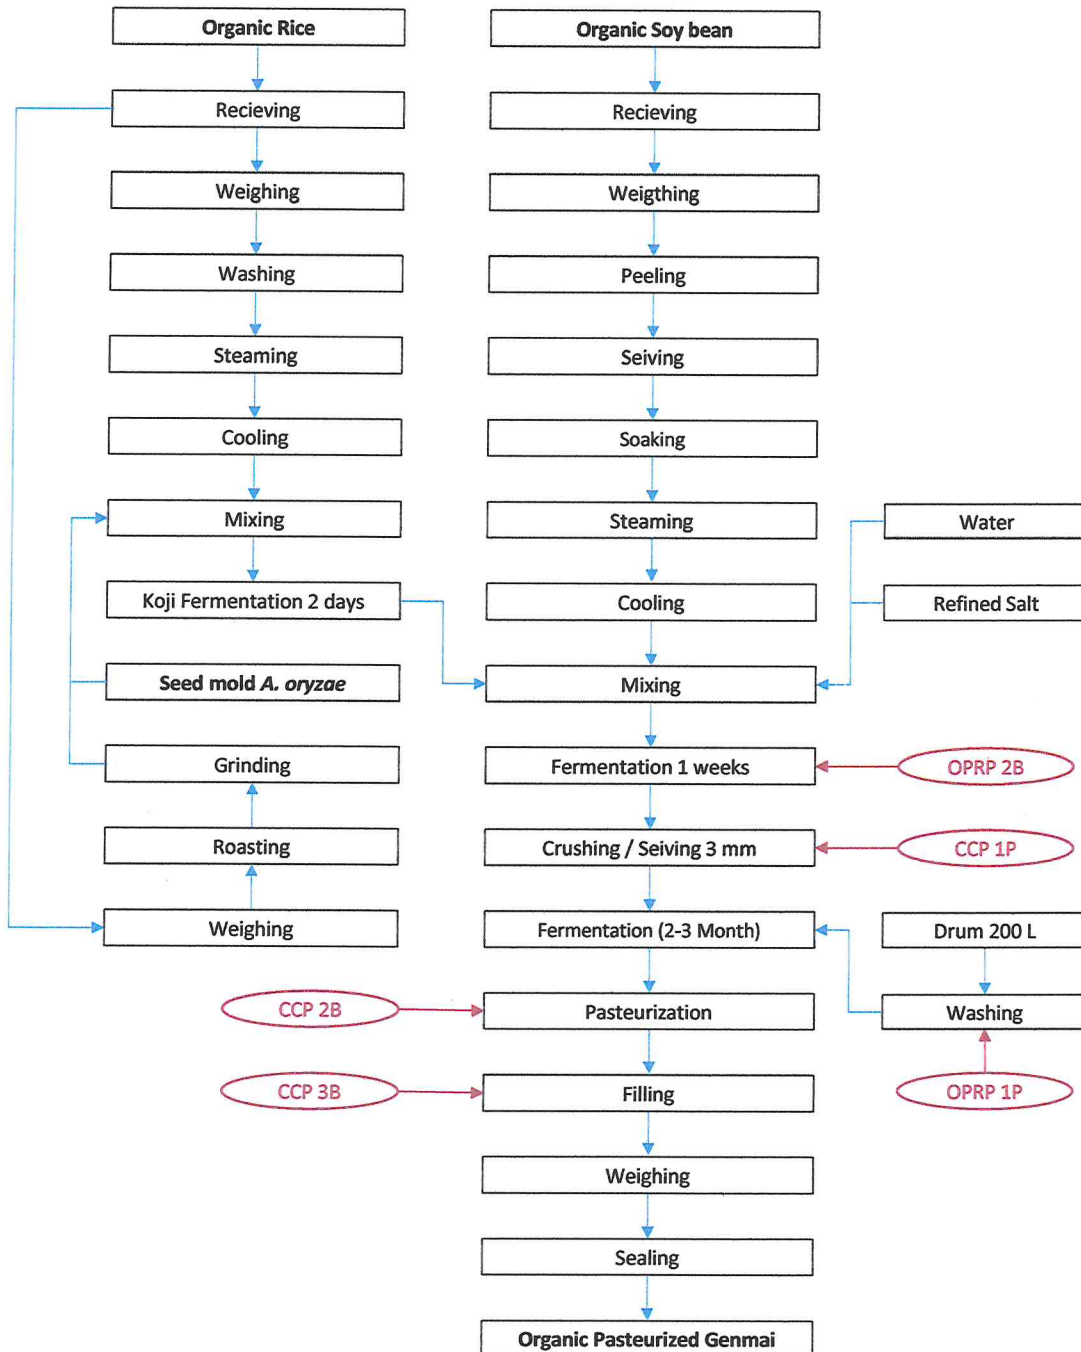 Organic Rice
Recieving
Weighing
Washing
Steaming
Cooling
Mixing
Koji Fermentation 2 days
Seed mold A. oryzae
Grinding
Roasting
Weighing
Organic Soy bean
Recieving
Weigthing
Peeling
Seiving
Soaking
Steaming
Cooling
Mixing
Fermentation 1 weeks
Crushing / Seiving 3 mm
Fermentation (2-3 Month)
Pasteurization
Filling
Weighing
Sealing
Organic Pasteurized Genmai
Water
Refined Salt
OPRP 2B
CCP 1P
Drum 200 L
Washing
OPRP 1P
CCP 2B
CCP 3B